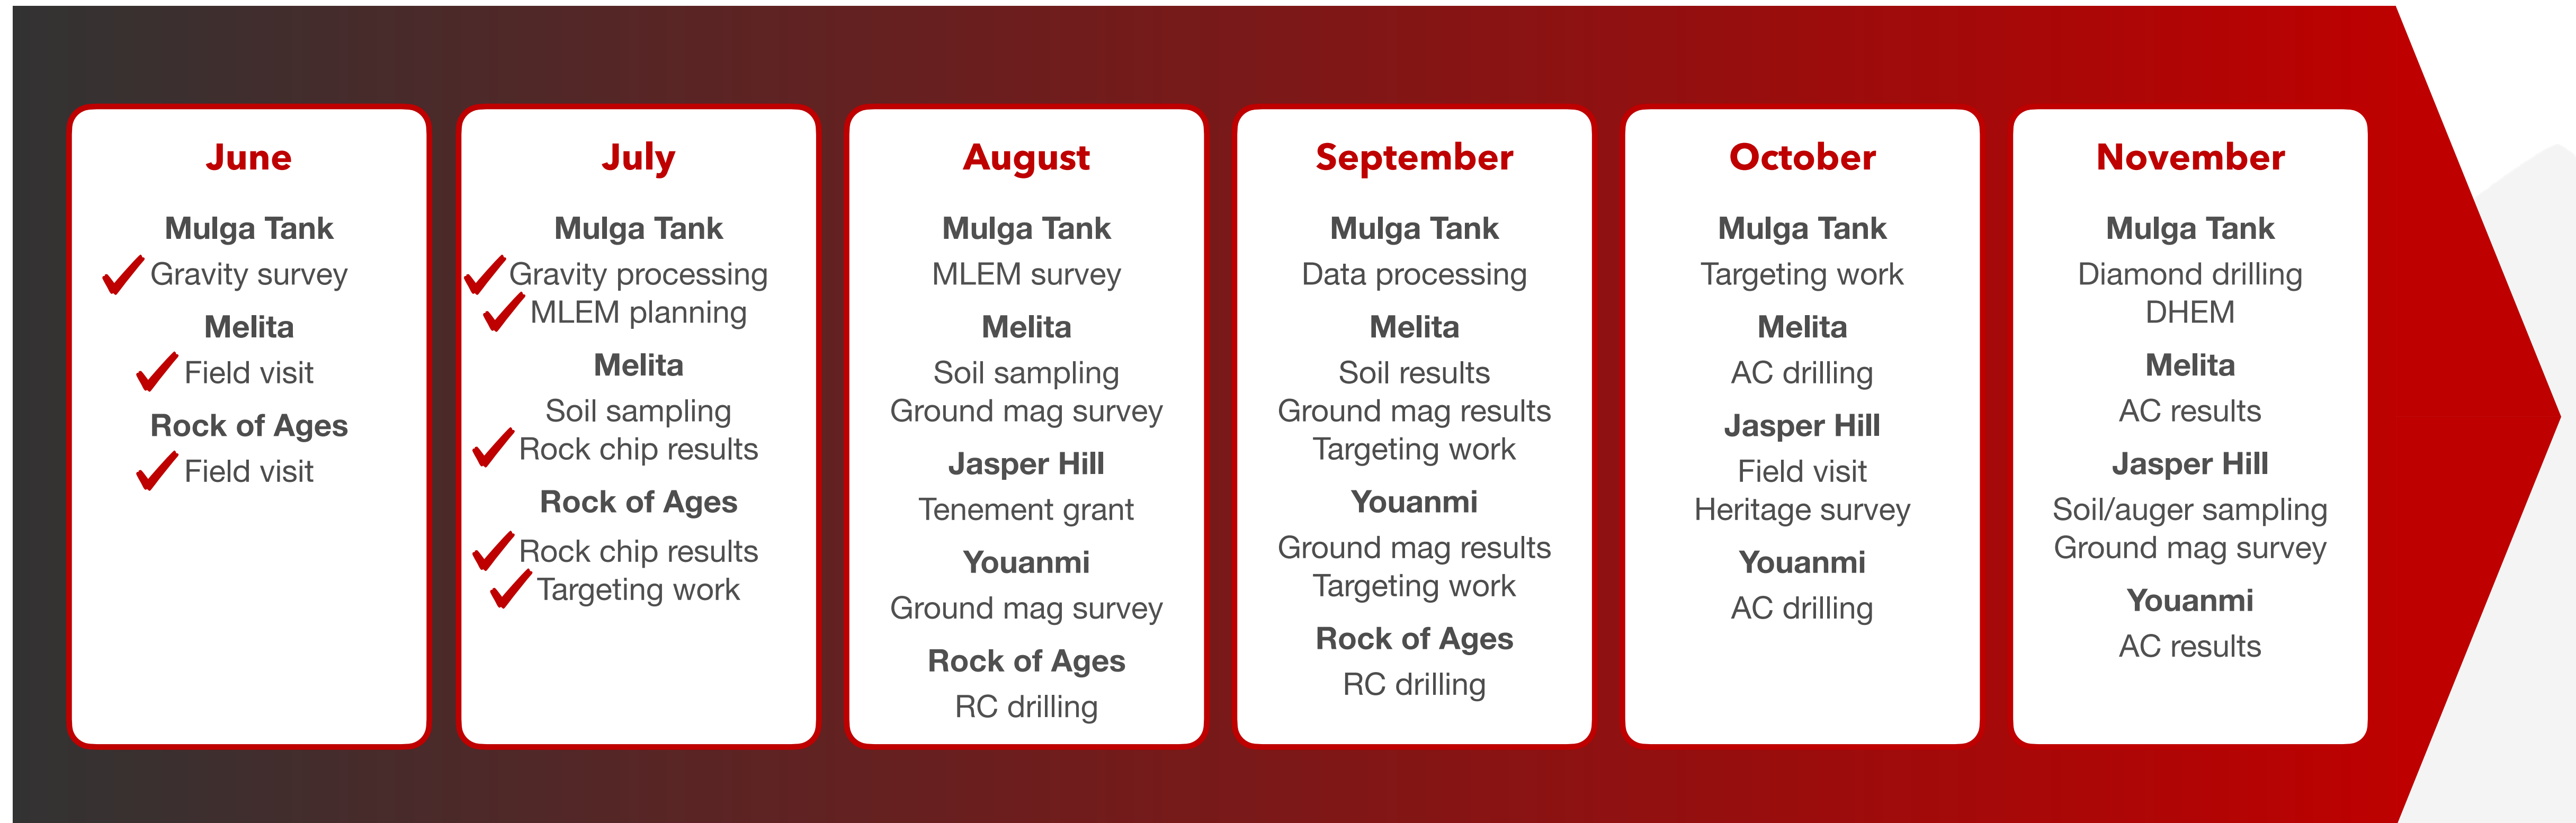 June
Mulga Tank
Gravity survey
Melita
Field visit
Rock of Ages
Field visit
July
Mulga Tank
Gravity processing
MLEM planning
Melita
Soil sampling
Rock chip results
Rock of Ages
Rock chip results
Targeting work
August
Mulga Tank
MLEM survey
Melita
Soil sampling
Ground mag survey
Jasper Hill
Tenement grant
Youanmi
Ground mag survey
Rock of Ages
RC drilling
September
Mulga Tank
Data processing
Melita
Soil results
Ground mag results
Targeting work
Youanmi
Ground mag results
Targeting work
Rock of Ages
RC drilling
October
Mulga Tank
Targeting work
Melita
AC drilling
Jasper Hill
Field visit
Heritage survey
Youanmi
AC drilling
November
Mulga Tank
Diamond drilling
DHEM
Melita
AC results
Jasper Hill
Soil/auger sampling
Ground mag survey
Youanmi
AC results